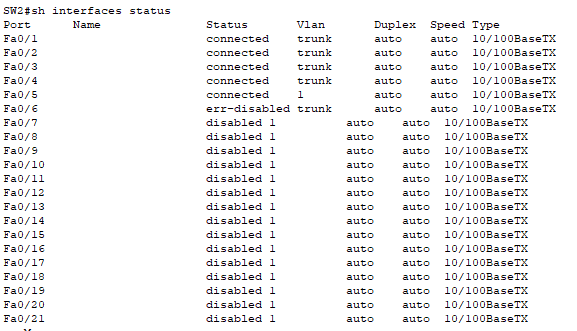 SW2#sh interfaces status
Port Name Status Vlan Duplex Speed Type
Fa0/1 connected trunk auto auto 10/100BaseTX
Fa0/2 connected trunk auto auto 10/100BaseTX
Fa0/3 connected trunk auto auto 10/100BaseTX
Fa0/4 connected trunk auto auto 10/100BaseTX
Fa0/5 connected 1 auto auto 10/100BaseTX
Fa0/6 err-disabled trunk auto auto 10/100BaseTX
Fa0/7 disabled 1 auto auto 10/100BaseTX
Fa0/8 disabled 1 auto auto 10/100BaseTX
Fa0/9 disabled 1 auto auto 10/100BaseTX
Fa0/10 disabled 1 auto auto 10/100BaseTX
Fa0/11 disabled 1 auto auto 10/100BaseTX
Fa0/12 disabled 1 auto auto 10/100BaseTX
Fa0/13 disabled 1 auto auto 10/100BaseTX
Fa0/14 disabled 1 auto auto 10/100BaseTX
Fa0/15 disabled 1 auto auto 10/100BaseTX
Fa0/16 disabled 1 auto auto 10/100BaseTX
Fa0/17 disabled 1 auto auto 10/100BaseTX
Fa0/18 disabled 1 auto auto 10/100BaseTX
Fa0/19 disabled 1 auto auto 10/100BaseTX
Fa0/20 disabled 1 auto auto 10/100BaseTX
Fa0/21 disabled 1 auto auto 10/100BaseTX